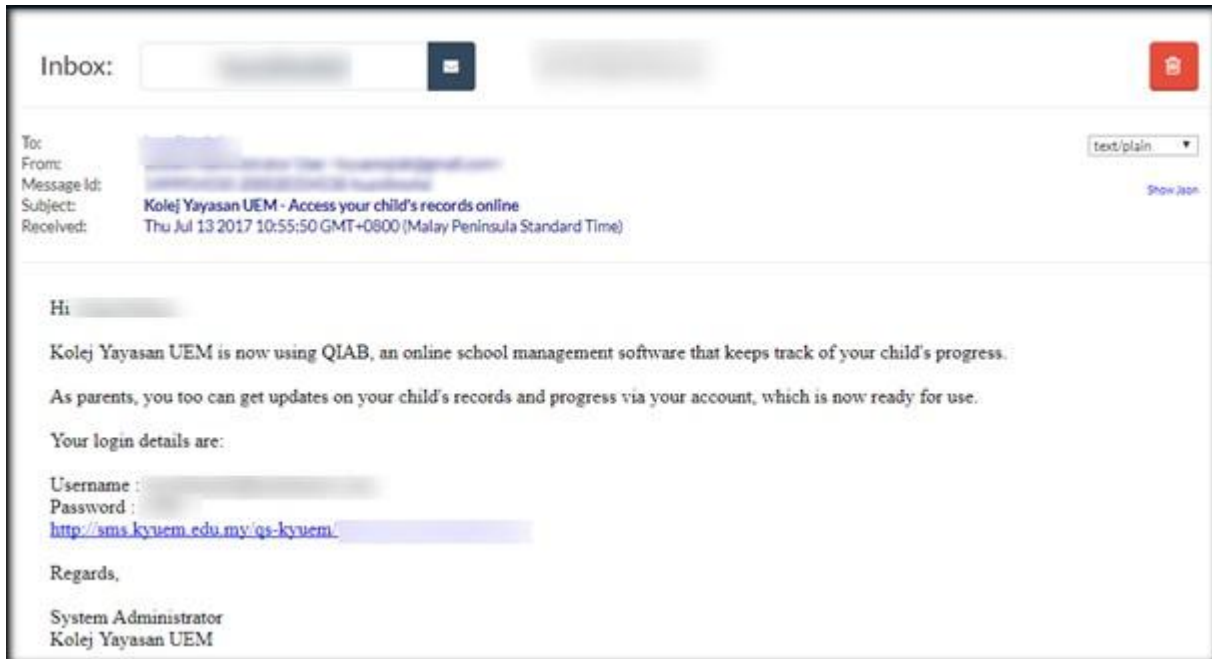 Inbox:
To:
From:
Message Id:
Subject: Kolej Yayasan UEM - Access your child's records online
Received: Thu Jul 13 2017 10:55:50 GMT+0800 (Malay Peninsula Standard Time)
text/plain
Show Json
Hi
Kolej Yayasan UEM is now using QIAB, an online school management software that keeps track of your child's progress.
As parents, you too can get updates on your child's records and progress via your account, which is now ready for use.
Your login details are:
Username :
Password :
http://sms.kyuem.edu.my/qs-kyuem/
Regards,
System Administrator
Kolej Yayasan UEM